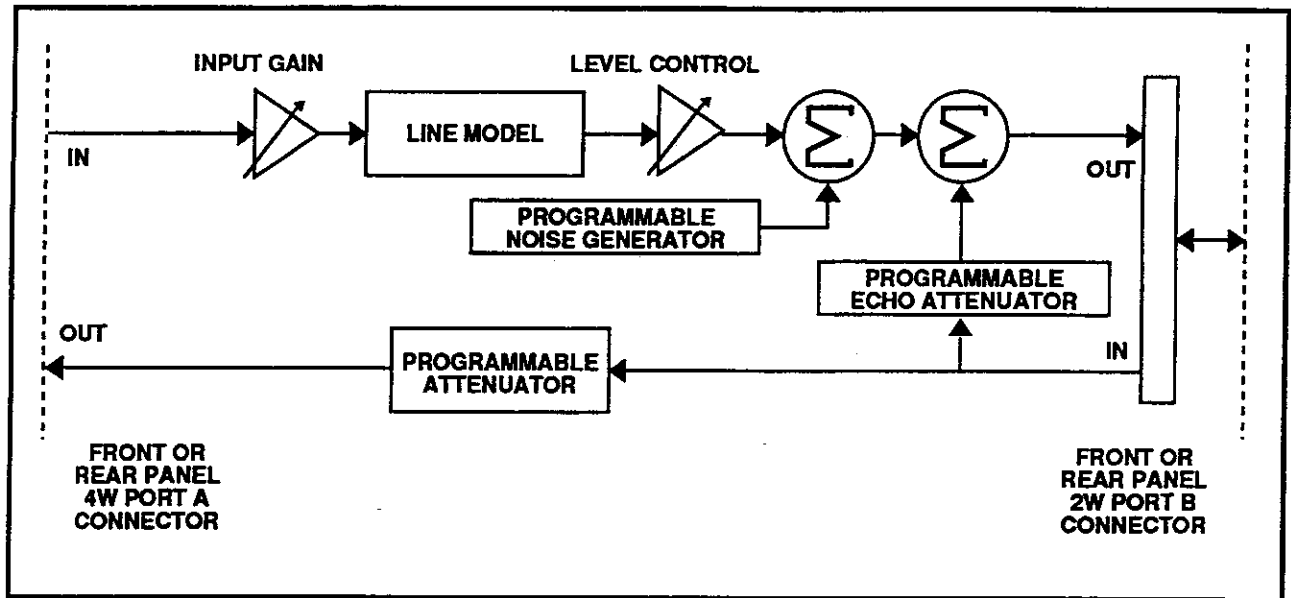 INPUT GAIN
LEVEL CONTROL
LINE MODEL
Σ
Σ
IN
OUT
PROGRAMMABLE
NOISE GENERATOR
PROGRAMMABLE
ECHO ATTENUATOR
OUT
IN
PROGRAMMABLE
ATTENUATOR
FRONT OR
REAR PANEL
4W PORT A
CONNECTOR
FRONT OR
REAR PANEL
2W PORT B
CONNECTOR